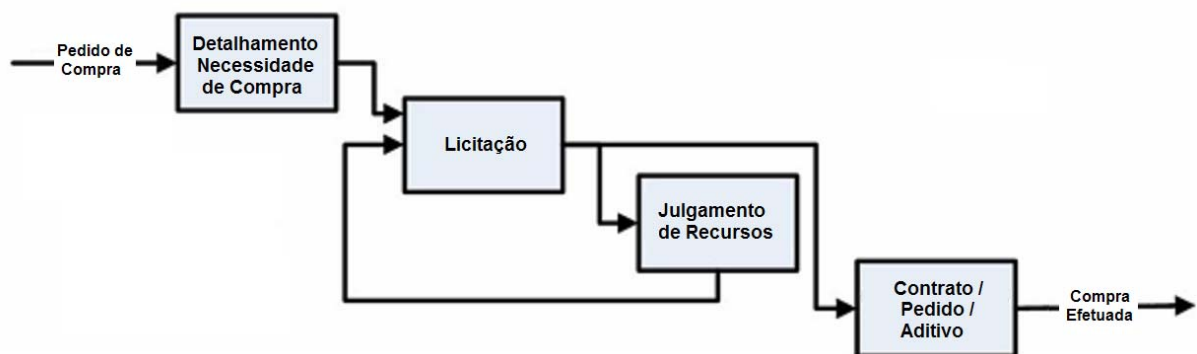 Pedido de
Compra
Detalhamento
Necessidade
de Compra
Licitação
Julgamento
de Recursos
Contrato /
Pedido /
Aditivo
Compra
Efetuada